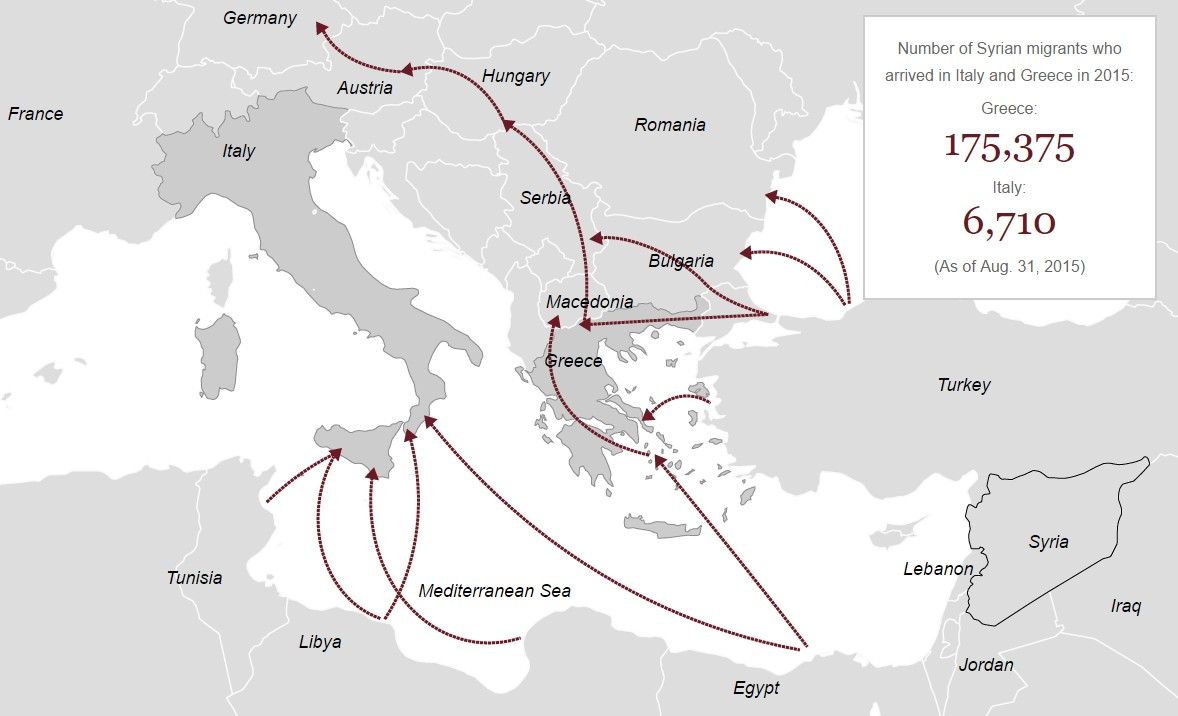 Germany
Austria
Hungary
France
Italy
Romania
Serbia
Bulgaria
Macedonia
Greece
Turkey
Syria
Lebanon
Iraq
Jordan
Tunisia
Mediterranean Sea
Libya
Egypt
Number of Syrian migrants who
arrived in Italy and Greece in 2015:
Greece:
175,375
Italy:
6,710
(As of Aug. 31, 2015)